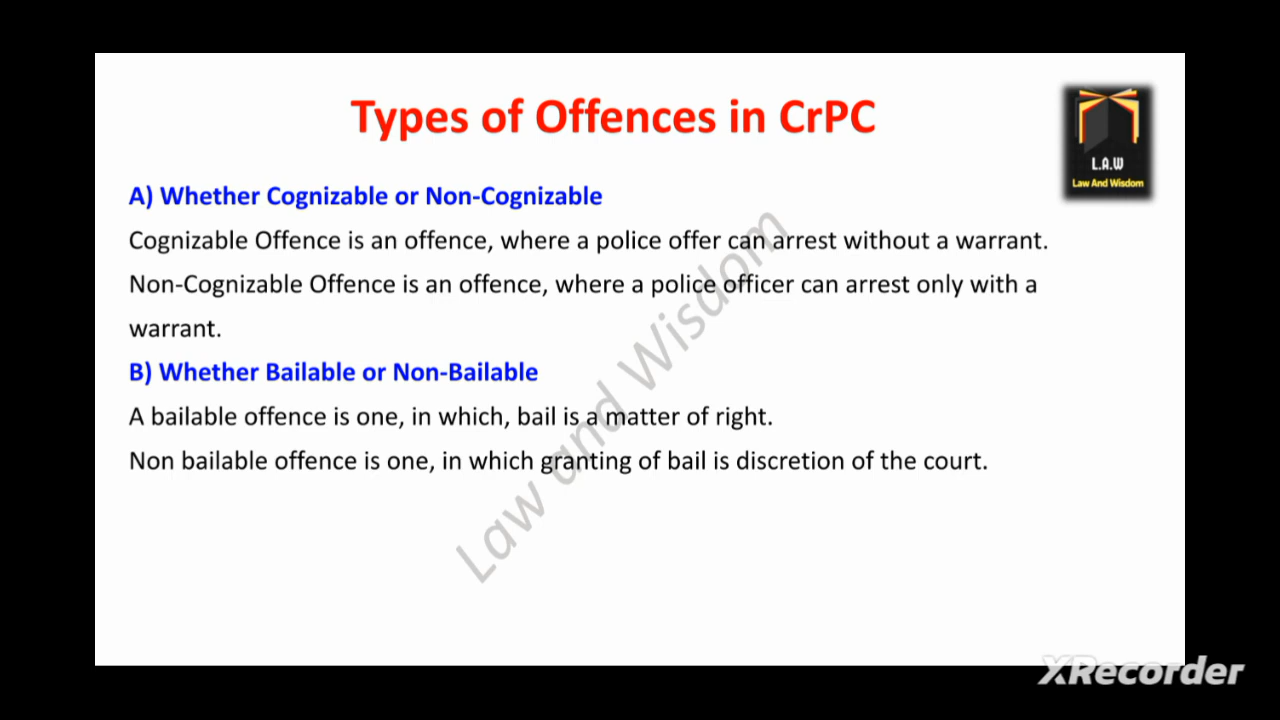 Types of Offences in CrPC
L.A.W
Law And Wisdom
A) Whether Cognizable or Non-Cognizable
Cognizable Offence is an offence, where a police offer can arrest without a warrant.
Non-Cognizable Offence is an offence, where a police officer can arrest only with a
warrant.
B) Whether Bailable or Non-Bailable
A bailable offence is one, in which, bail is a matter of right.
Non bailable offence is one, in which granting of bail is discretion of the court.
Law and Wisdom
XRecorder